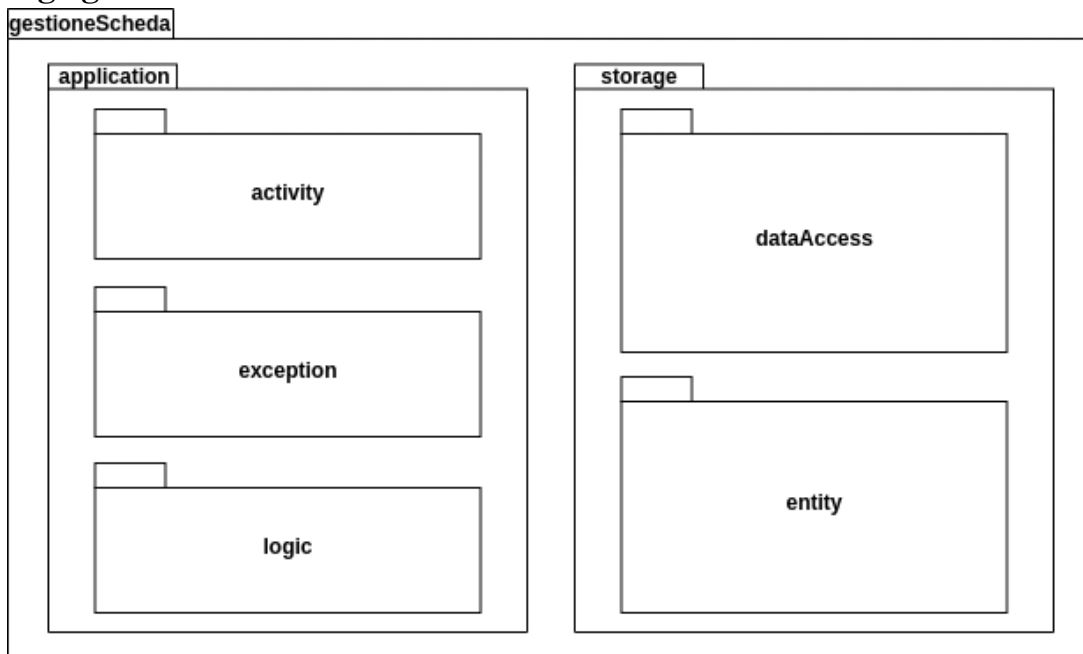 gestioneScheda
application
activity
exception
logic
storage
dataAccess
entity